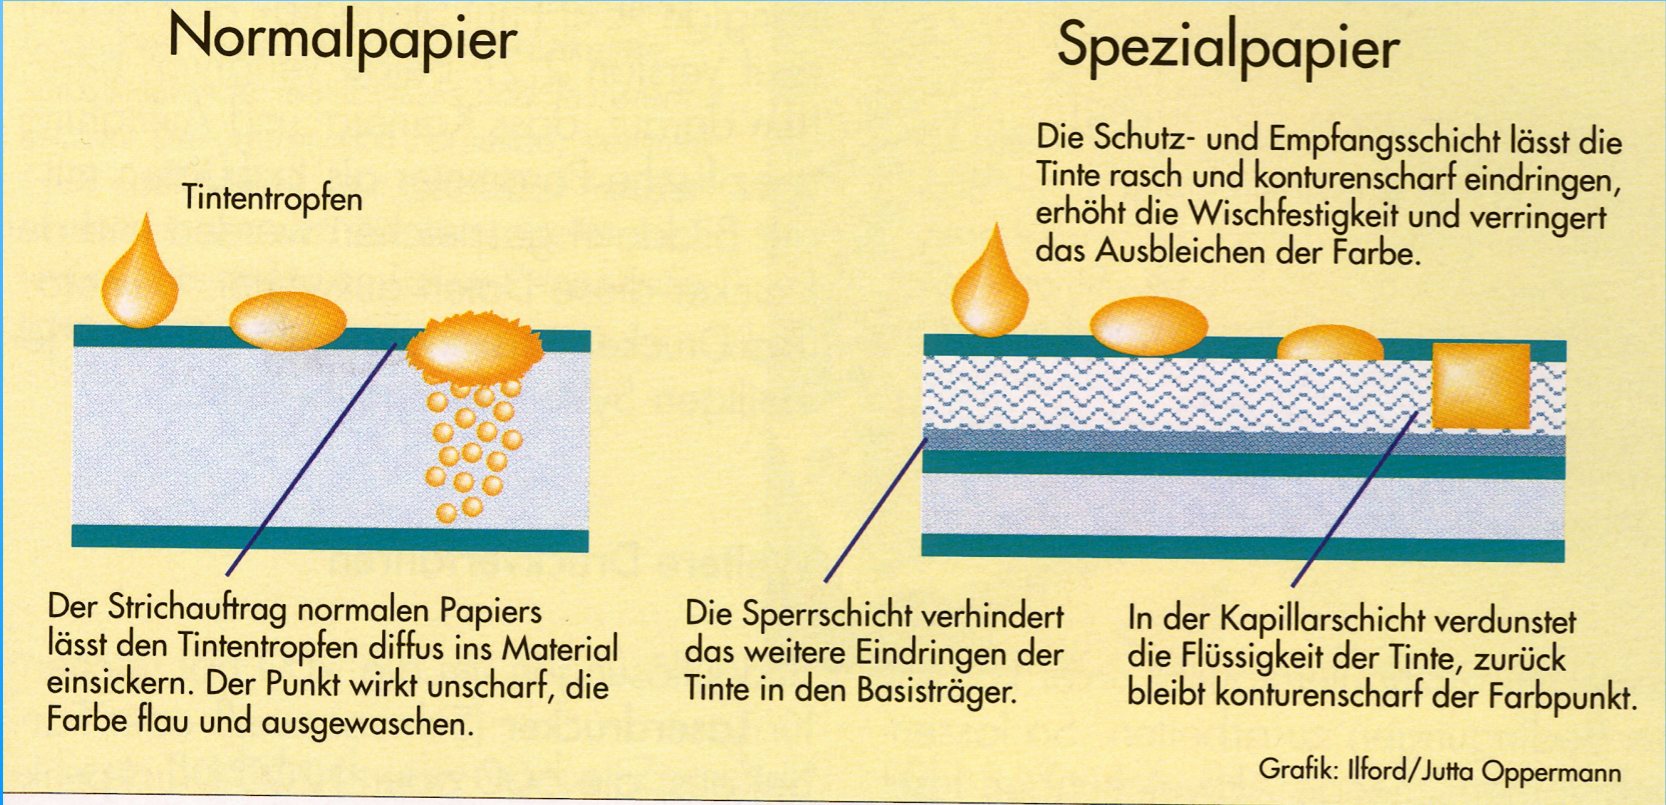 Normalpapier
Tintentropfen
Der Strichauftrag normalen Papiers
lässt den Tintentropfen diffus ins Material
einsickern. Der Punkt wirkt unscharf, die
Farbe flau und ausgewaschen.
Spezialpapier
Die Schutz- und Empfangsschicht lässt die
Tinte rasch und konturenscharf eindringen,
erhöht die Wischfestigkeit und verringert
das Ausbleichen der Farbe.
Die Sperrschicht verhindert
das weitere Eindringen der
Tinte in den Basisträger.
In der Kapillarschicht verdunstet
die Flüssigkeit der Tinte, zurück
bleibt konturenscharf der Farbpunkt.
Grafik: Ilford/Jutta Oppermann